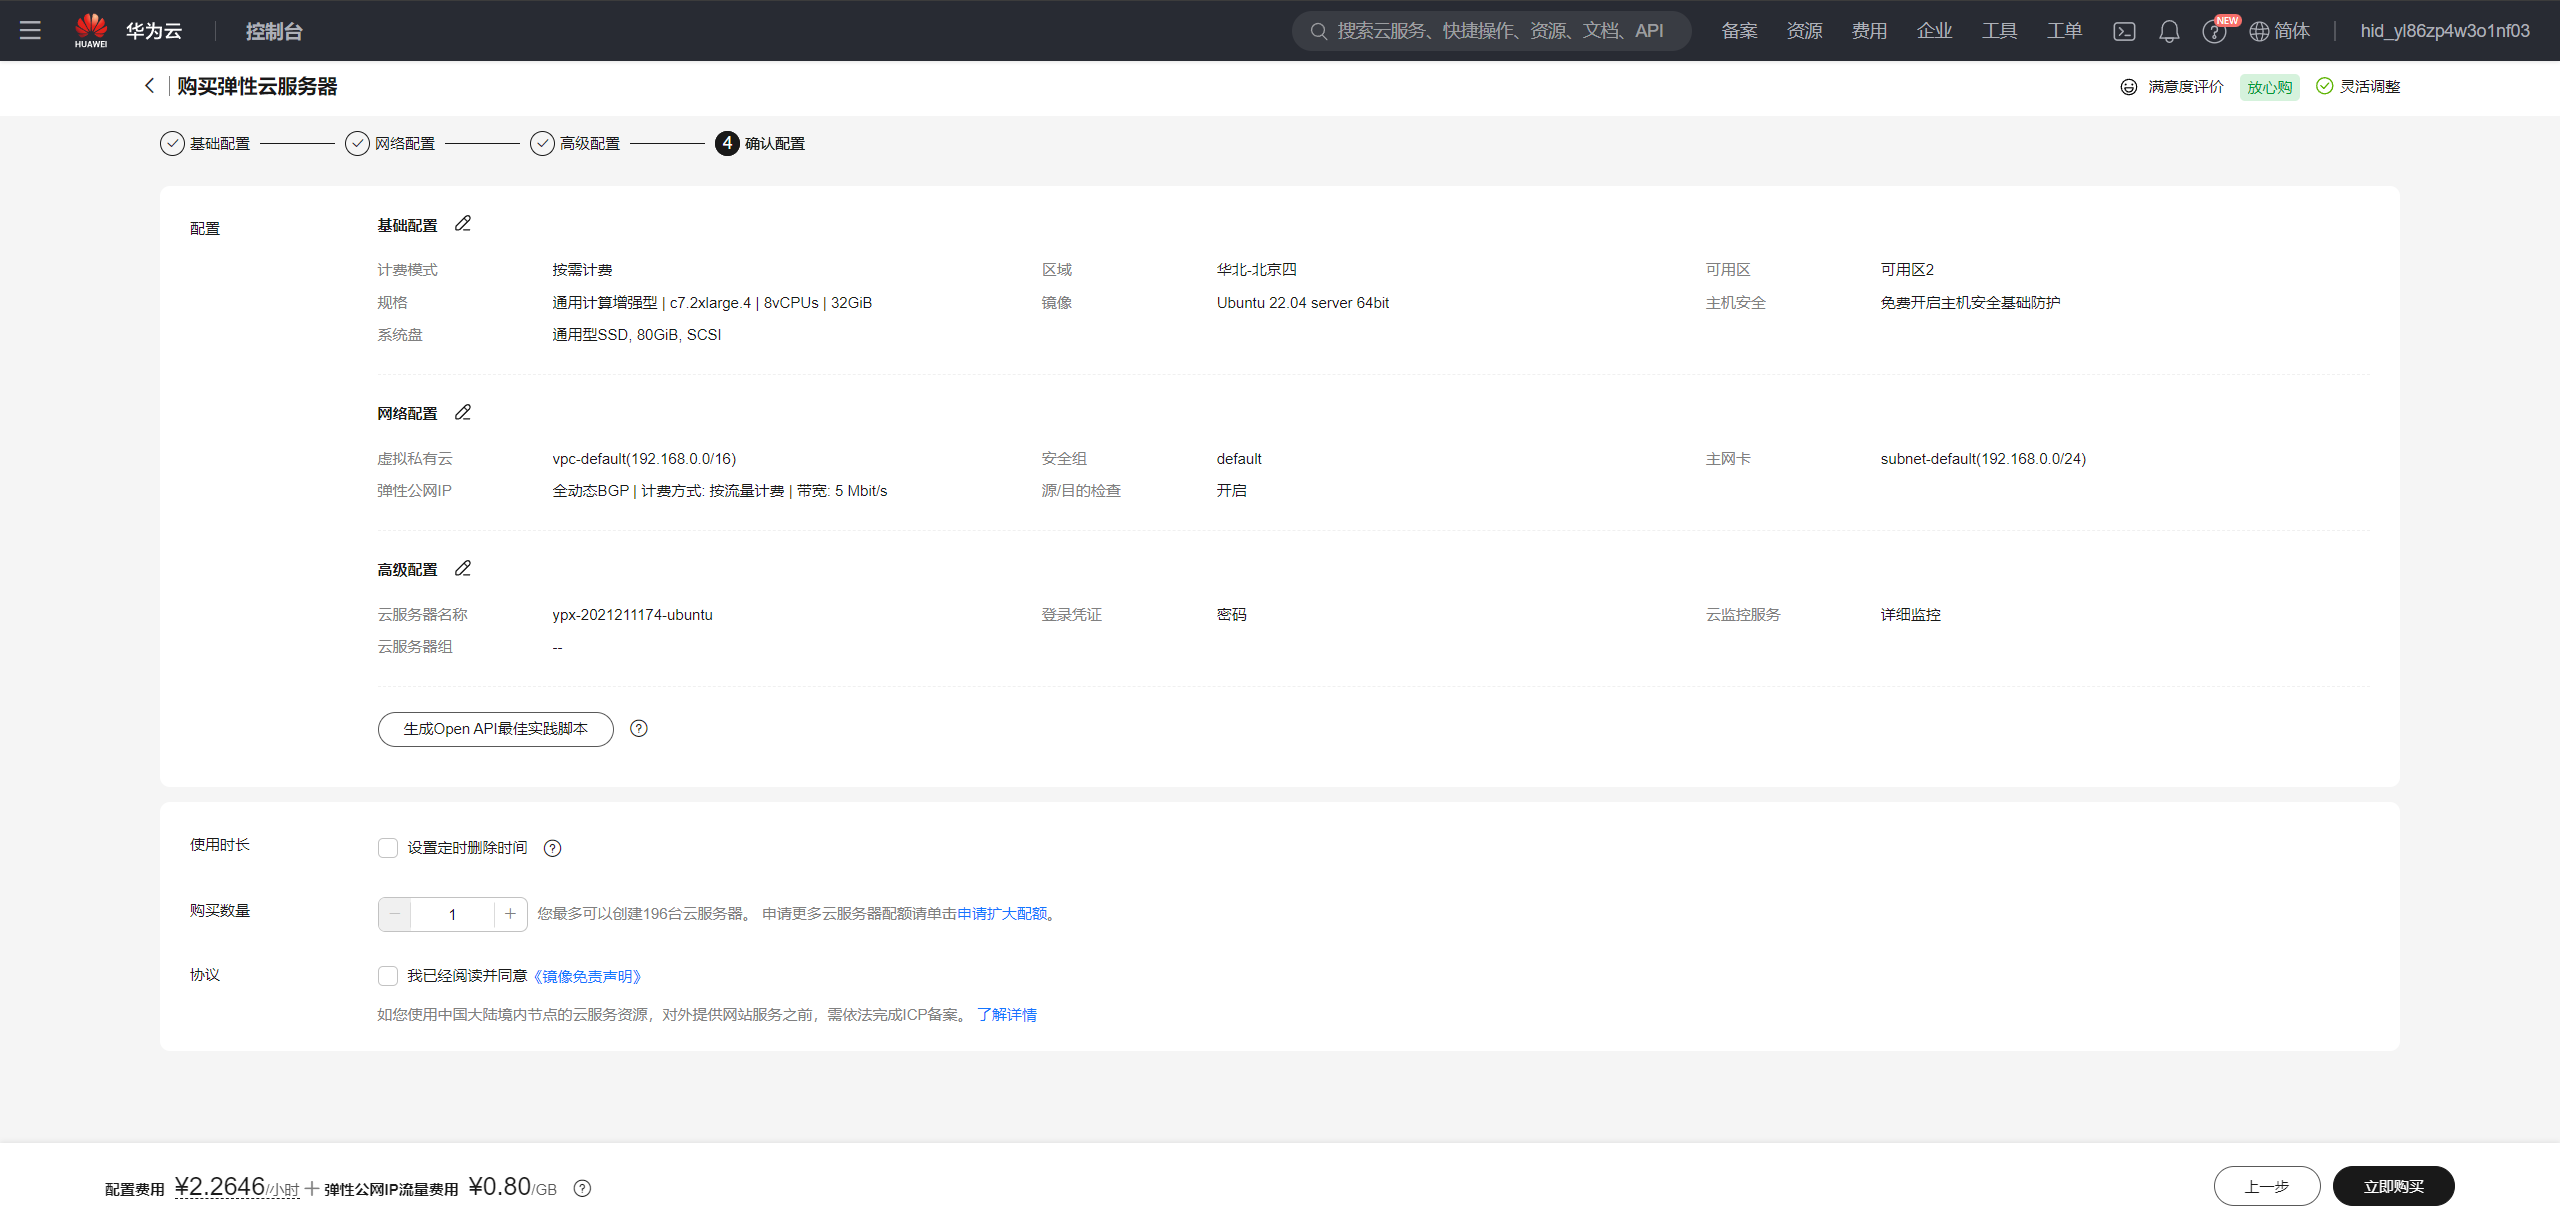 HUAWEI 华为云 控制台 搜索云服务、快捷操作、资源、文档、API 备案 资源 费用 企业 工具 工单 NEW 简体 hid_yl86zp4w3o1nf03
购买弹性云服务器 满意度评价 放心购 灵活调整
基础配置 网络配置 高级配置 4 确认配置
配置 基础配置
计费模式 按需计费 区域 华北-北京四 可用区 可用区2
规格 通用计算增强型 | c7.2xlarge.4 | 8vCPUs | 32GiB 镜像 Ubuntu 22.04 server 64bit 主机安全 免费开启主机安全基础防护
系统盘 通用型SSD, 80GiB, SCSI
网络配置
虚拟私有云 vpc-default(192.168.0.0/16) 安全组 default 主网卡 subnet-default(192.168.0.0/24)
弹性公网IP 全动态BGP | 计费方式: 按流量计费 | 带宽: 5 Mbit/s 源/目的检查 开启
高级配置
云服务器名称 ypx-2021211174-ubuntu 登录凭证 密码 云监控服务 详细监控
云服务器组 --
生成Open API最佳实践脚本
使用时长 设置定时删除时间
购买数量 1 您最多可以创建196台云服务器。 申请更多云服务器配额请单击申请扩大配额。
协议 我已经阅读并同意《镜像免责声明》
如您使用中国大陆境内节点的云服务资源，对外提供网站服务之前，需依法完成ICP备案。 了解详情
配置费用 ¥2.2646/小时 + 弹性公网IP流量费用 ¥0.80/GB 上一步 立即购买